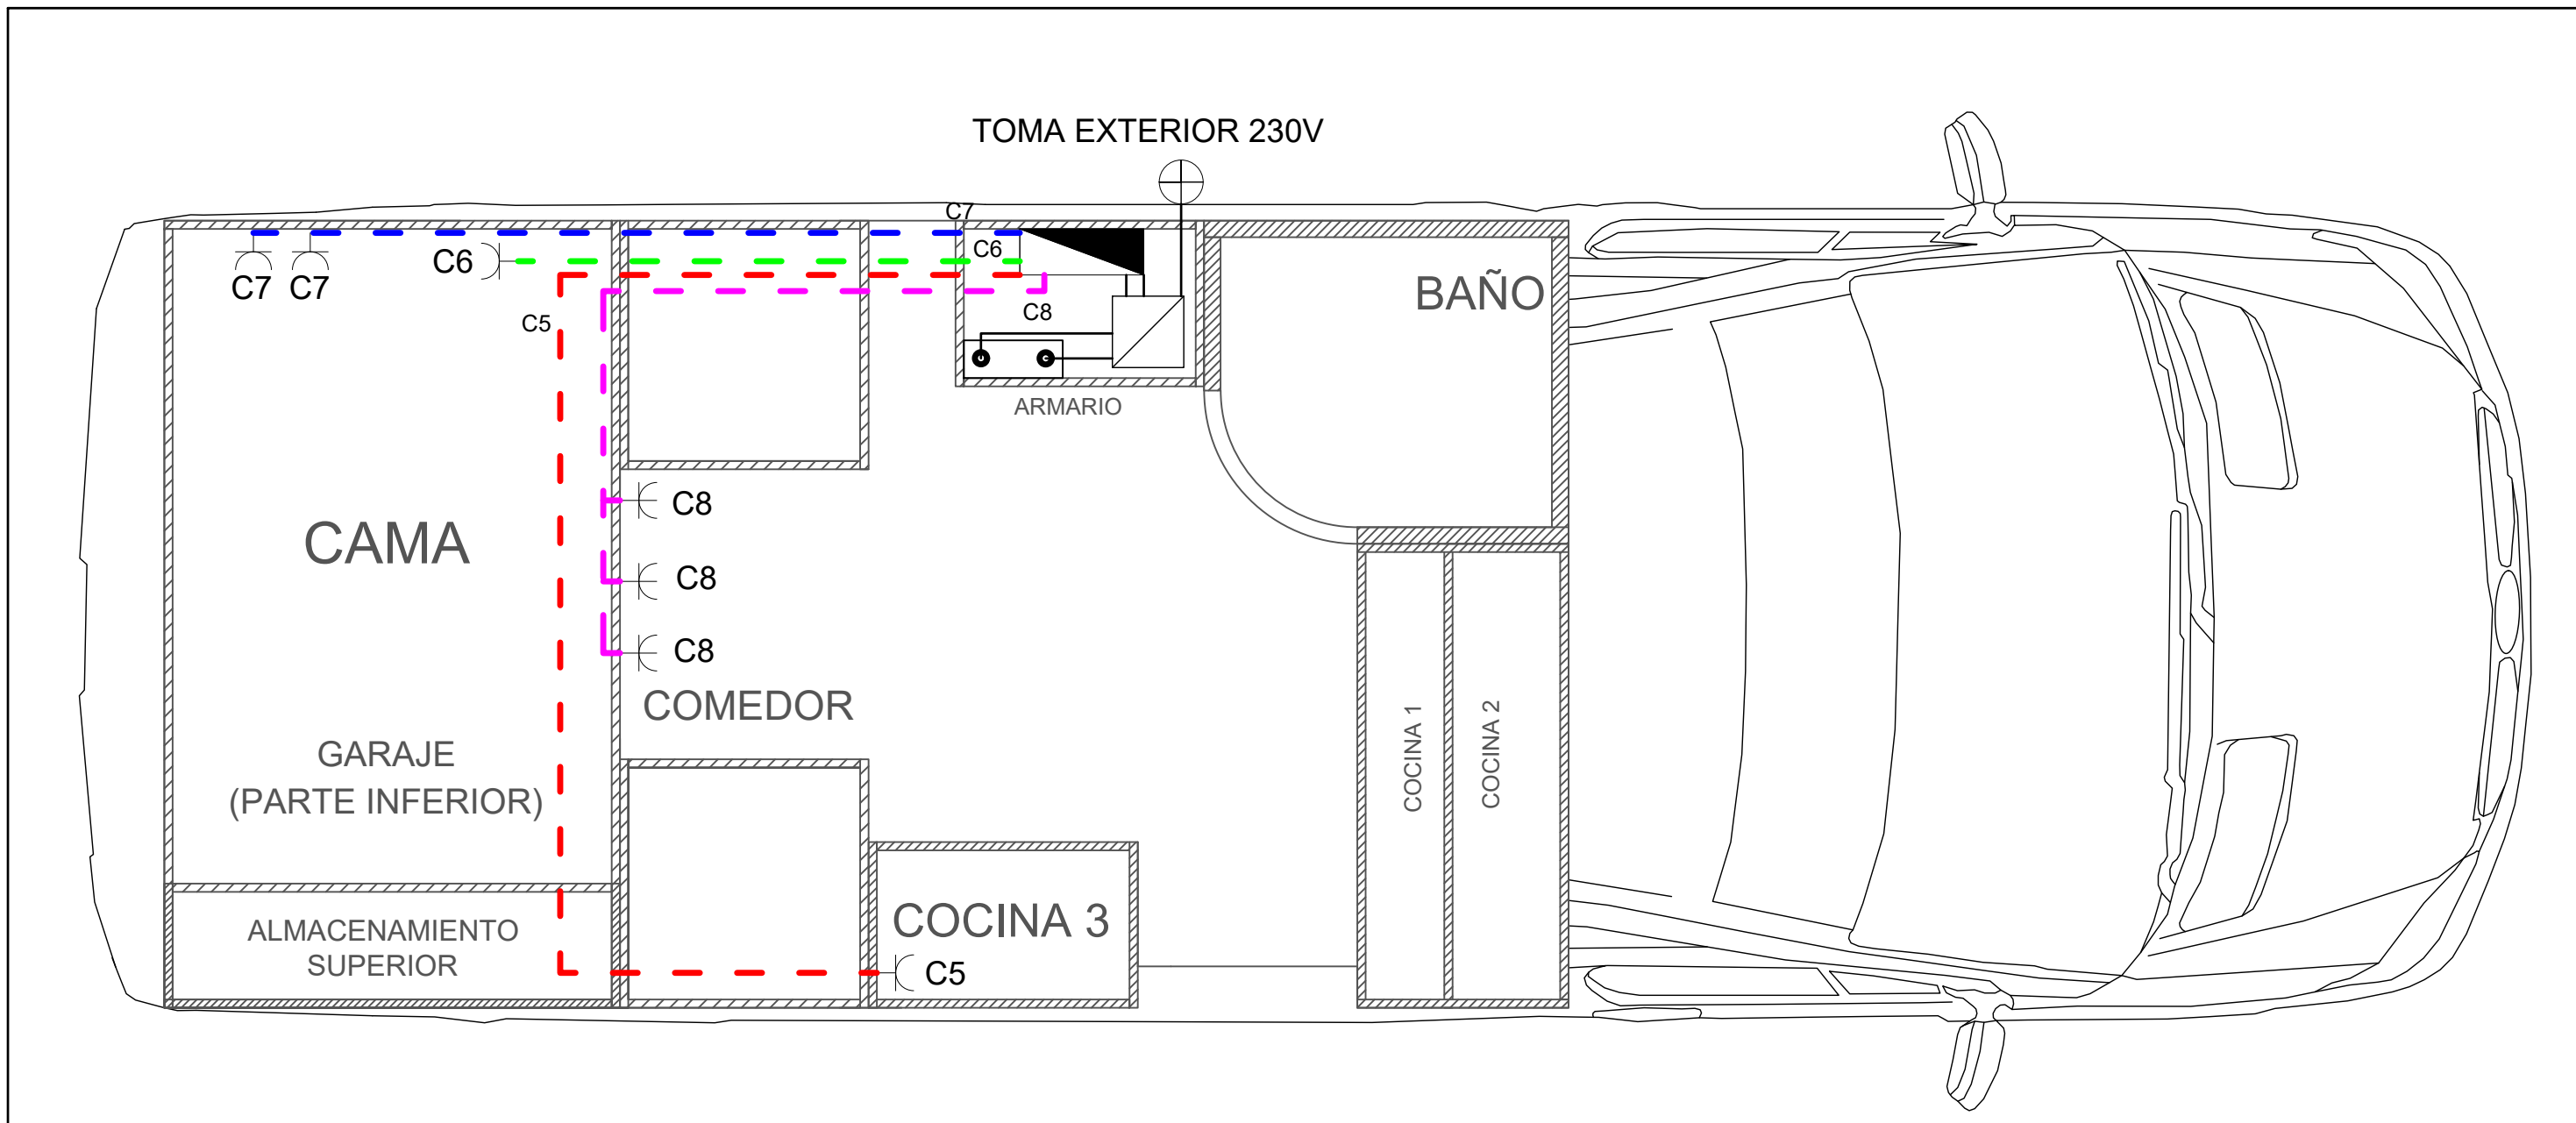 TOMA EXTERIOR 230V
C7
C6
C6
C7 C7
BAÑO
C8
C5
ARMARIO
C8
CAMA
C8
C8
COMEDOR
GARAJE
(PARTE INFERIOR)
COCINA 1
COCINA 2
ALMACENAMIENTO
SUPERIOR
COCINA 3
C5